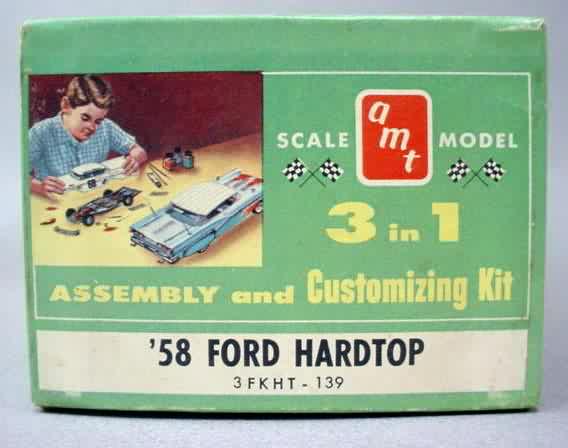 SCALE amt MODEL
3 in 1
ASSEMBLY and Customizing Kit
'58 FORD HARDTOP
3FKHT - 139